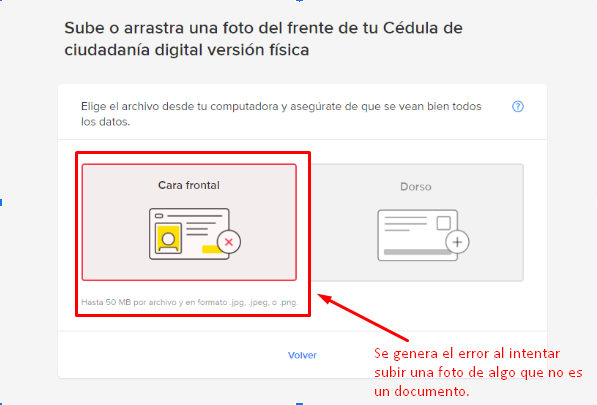 Sube o arrastra una foto del frente de tu Cédula de
ciudadanía digital versión física
Elige el archivo desde tu computadora y asegúrate de que se vean bien todos
los datos.
?
Cara frontal
Dorso
Hasta 50 MB por archivo y en formato .jpg, .jpeg, o .png.
Volver
Se genera el error al intentar
subir una foto de algo que no es
un documento.